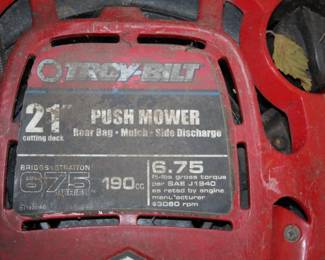 TROY-BILT
21" PUSH MOWER
cutting deck Rear Bag • Mulch • Side Discharge
BRIGGS & STRATTON
675 SERIES
190cc
6.75
ft-lbs gross torque
per SAE J1940
as rated by engine
manufacturer
@3060 rpm